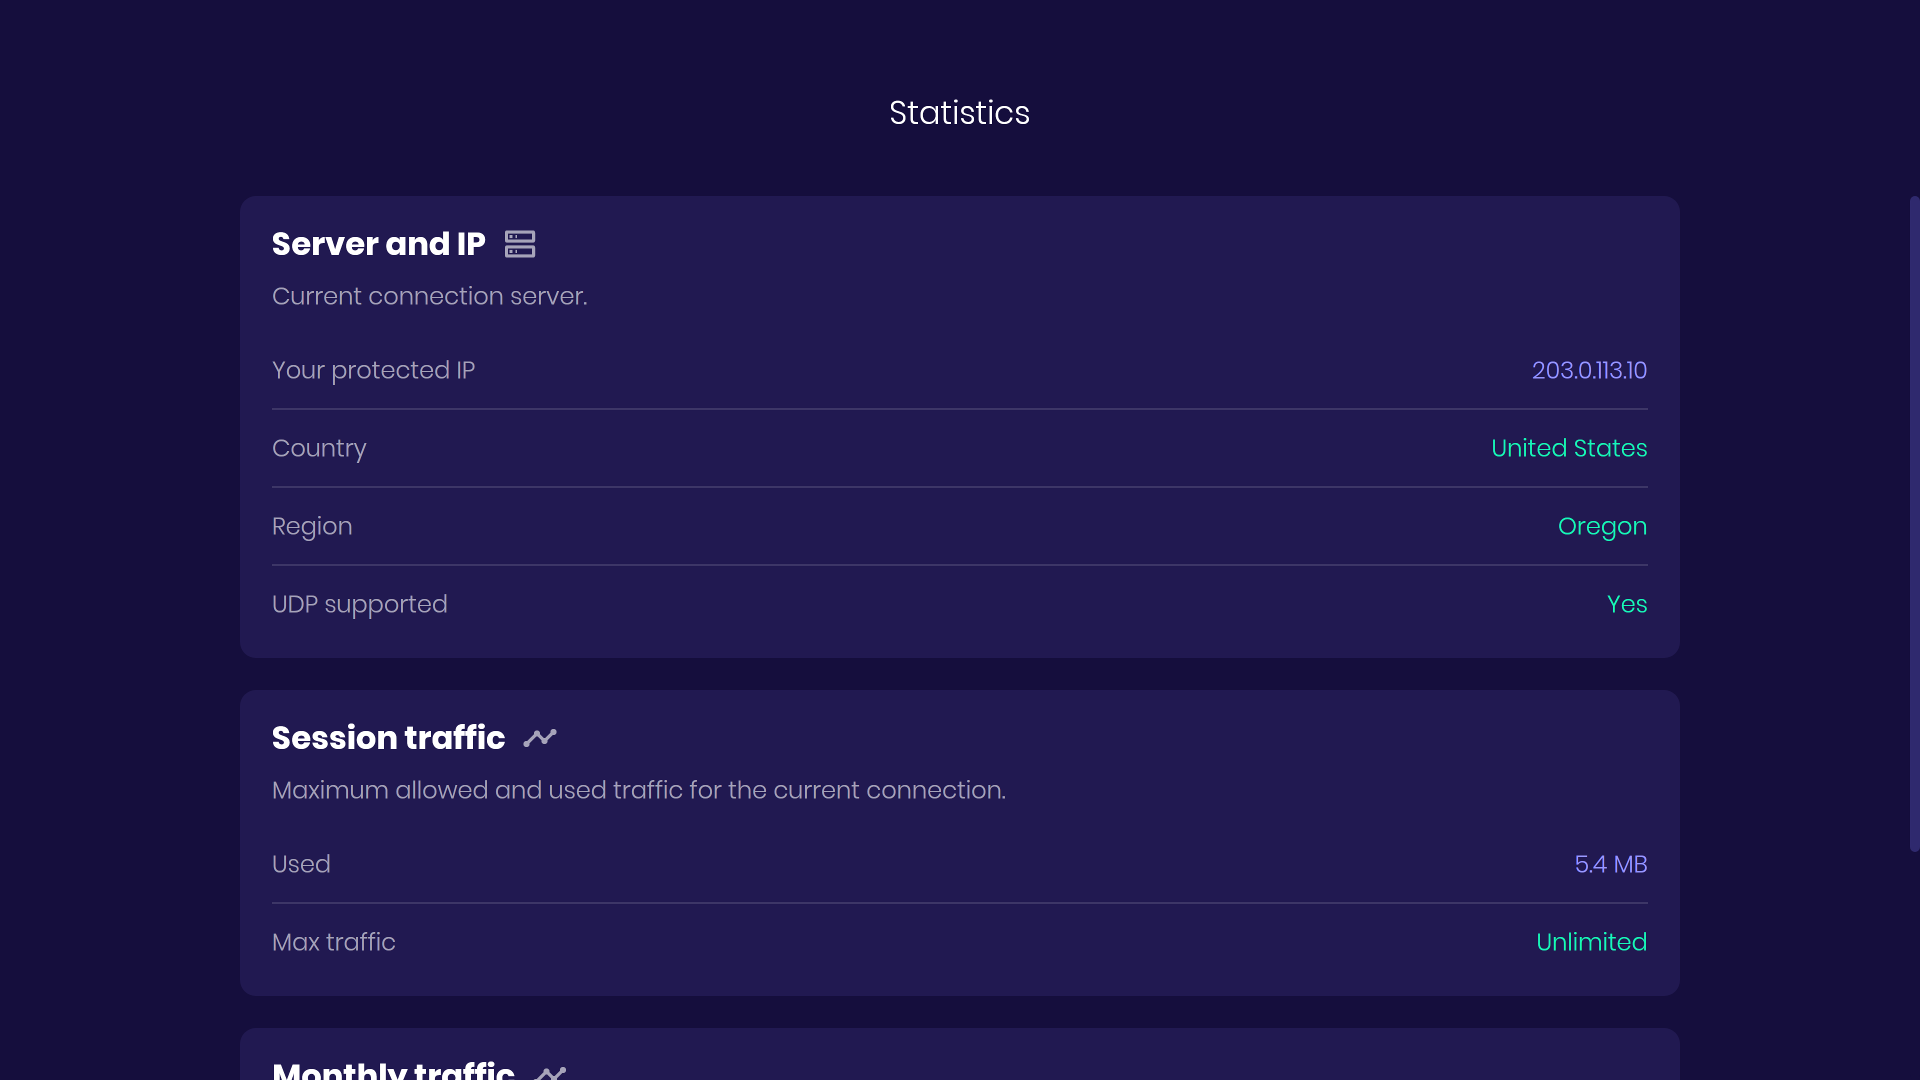 Statistics
Server and IP
Current connection server.
Your protected IP 203.0.113.10
Country United States
Region Oregon
UDP supported Yes
Session traffic
Maximum allowed and used traffic for the current connection.
Used 5.4 MB
Max traffic Unlimited
Monthly traffic